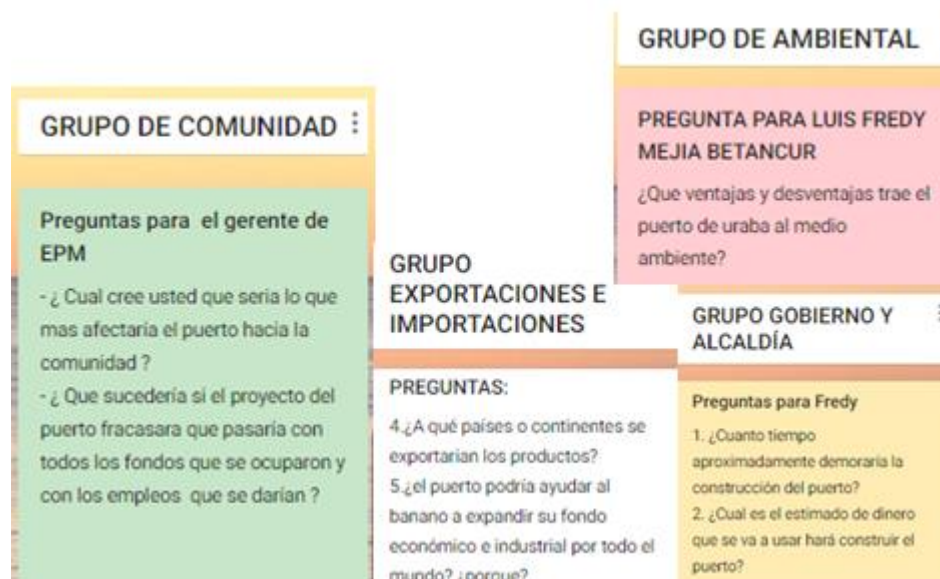 GRUPO DE COMUNIDAD
Preguntas para el gerente de
EPM
- ¿ Cual cree usted que seria lo que
mas afectaría el puerto hacia la
comunidad ?
- ¿ Que sucedería si el proyecto del
puerto fracasara que pasaría con
todos los fondos que se ocuparon y
con los empleos que se darían ?
GRUPO
EXPORTACIONES E
IMPORTACIONES
PREGUNTAS:
4.¿A qué países o continentes se
exportarían los productos?
5.¿el puerto podría ayudar al
banano a expandir su fondo
económico e industrial por todo el
mundo? ¿porque?
GRUPO DE AMBIENTAL
PREGUNTA PARA LUIS FREDY
MEJIA BETANCUR
¿Que ventajas y desventajas trae el
puerto de uraba al medio
ambiente?
GRUPO GOBIERNO Y
ALCALDÍA
Preguntas para Fredy
1. ¿Cuanto tiempo
aproximadamente demoraría la
construcción del puerto?
2. ¿Cual es el estimado de dinero
que se va a usar hará construir el
puerto?